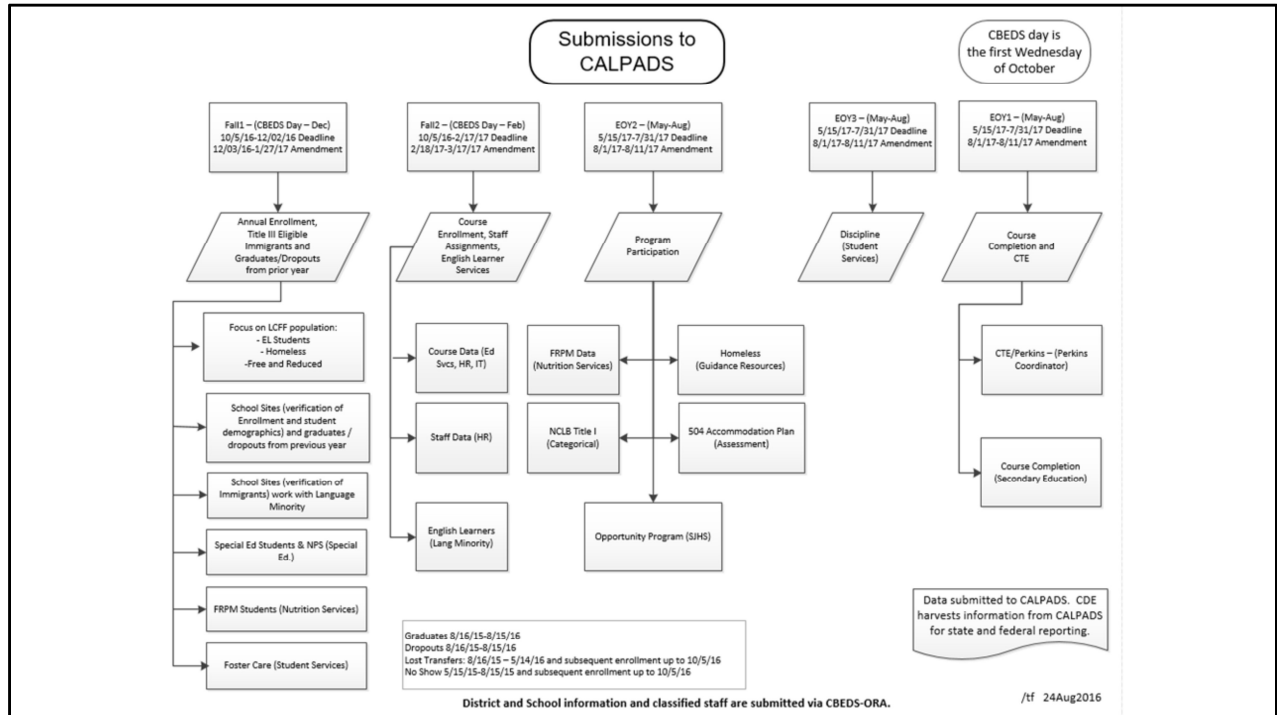 Submissions to
CALPADS
CBEDS day is
the first Wednesday
of October
Fall1 – (CBEDS Day – Dec)
10/5/16-12/02/16 Deadline
12/03/16-1/27/17 Amendment
Fall2 – (CBEDS Day – Feb)
10/5/16-2/17/17 Deadline
2/18/17-3/17/17 Amendment
EOY2 – (May-Aug)
5/15/17-7/31/17 Deadline
8/1/17-8/11/17 Amendment
EOY3 – (May-Aug)
5/15/17-7/31/17 Deadline
8/1/17-8/11/17 Amendment
EOY1 – (May-Aug)
5/15/17-7/31/17 Deadline
8/1/17-8/11/17 Amendment
Annual Enrollment,
Title III Eligible
Immigrants and
Graduates/Dropouts
from prior year
Course
Enrollment, Staff
Assignments,
English Learner
Services
Program
Participation
Discipline
(Student
Services)
Course
Completion and
CTE
Focus on LCFF population:
- EL Students
- Homeless
-Free and Reduced
School Sites (verification of
Enrollment and student
demographics) and graduates /
dropouts from previous year
School Sites (verification of
Immigrants) work with Language
Minority
Special Ed Students & NPS (Special
Ed.)
FRPM Students (Nutrition Services)
Foster Care (Student Services)
Course Data (Ed
Svcs, HR, IT)
Staff Data (HR)
English Learners
(Lang Minority)
FRPM Data
(Nutrition Services)
Homeless
(Guidance Resources)
NCLB Title I
(Categorical)
504 Accommodation Plan
(Assessment)
Opportunity Program (SJHS)
CTE/Perkins – (Perkins
Coordinator)
Course Completion
(Secondary Education)
Graduates 8/16/15-8/15/16
Dropouts 8/16/15-8/15/16
Lost Transfers: 8/16/15 – 5/14/16 and subsequent enrollment up to 10/5/16
No Show 5/15/15-8/15/15 and subsequent enrollment up to 10/5/16
Data submitted to CALPADS. CDE
harvests information from CALPADS
for state and federal reporting.
District and School information and classified staff are submitted via CBEDS-ORA.
/tf 24Aug2016